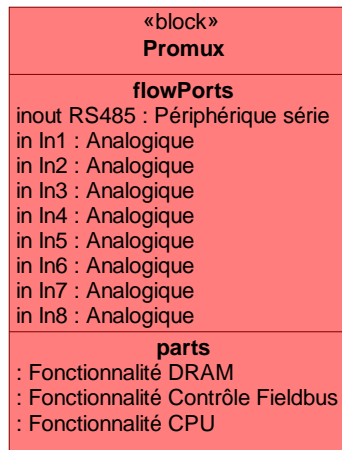 «block»
Promux
flowPorts
inout RS485 : Périphérique série
in In1 : Analogique
in In2 : Analogique
in In3 : Analogique
in In4 : Analogique
in In5 : Analogique
in In6 : Analogique
in In7 : Analogique
in In8 : Analogique
parts
: Fonctionnalité DRAM
: Fonctionnalité Contrôle Fieldbus
: Fonctionnalité CPU